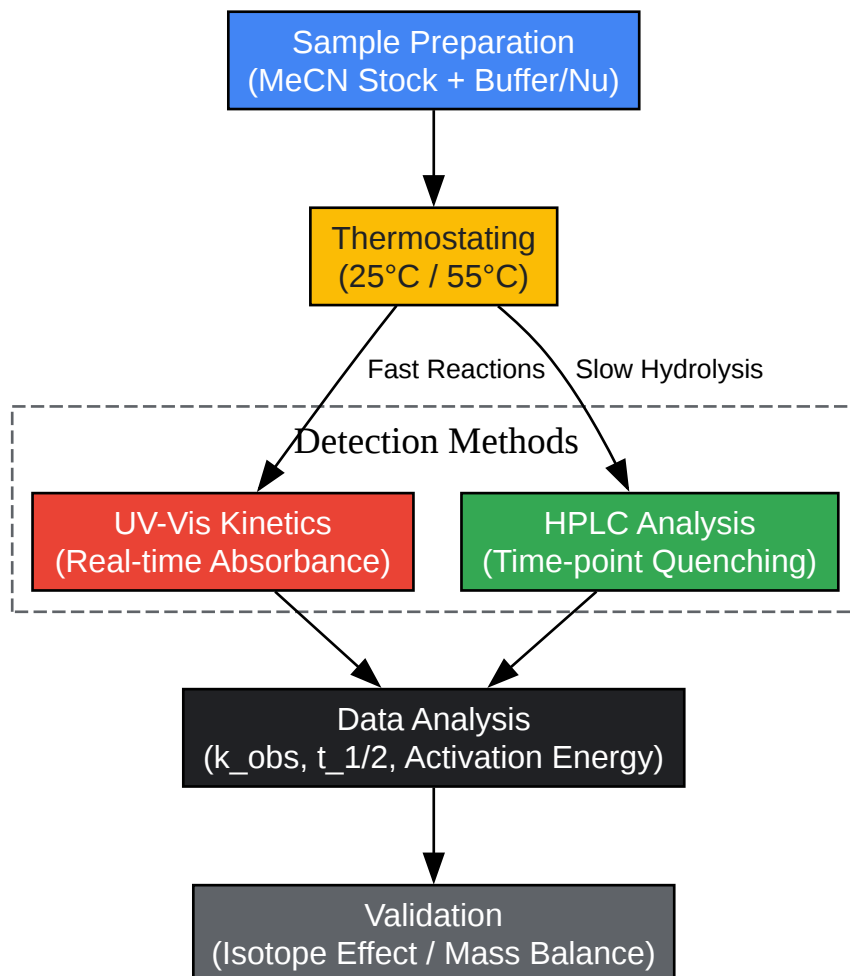 Sample Preparation
(MeCN Stock + Buffer/Nu)
Thermostating
(25°C / 55°C)
Fast Reactions
Slow Hydrolysis
Detection Methods
UV-Vis Kinetics
(Real-time Absorbance)
HPLC Analysis
(Time-point Quenching)
Data Analysis
(k_obs, t_1/2, Activation Energy)
Validation
(Isotope Effect / Mass Balance)